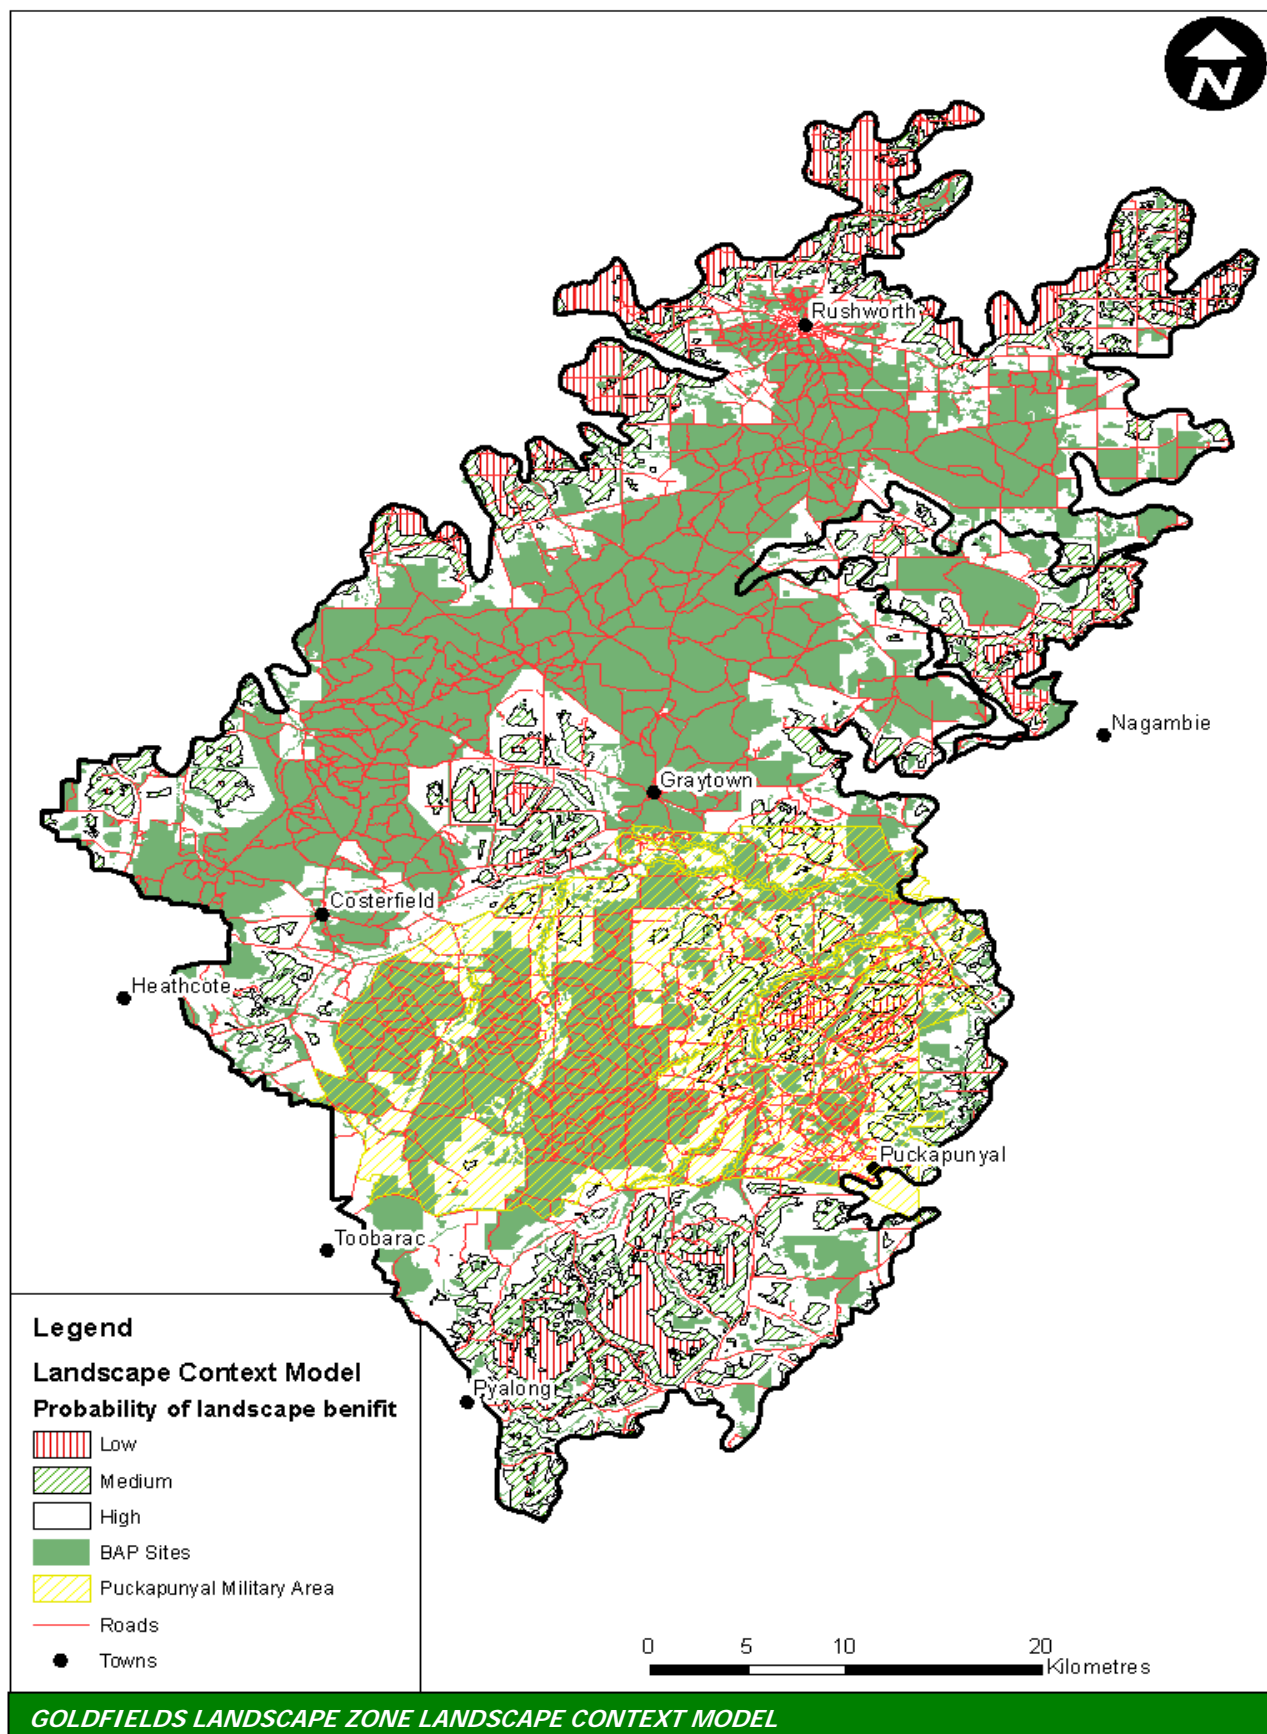 N
Rushworth
Nagambie
Graytown
Costerfield
Heathcote
Puckapunyal
Toobarac
Pyalong
Legend
Landscape Context Model
Probability of landscape benifit
Low
Medium
High
BAP Sites
Puckapunyal Military Area
Roads
Towns
0 5 10 20
Kilometres
GOLDFIELDS LANDSCAPE ZONE LANDSCAPE CONTEXT MODEL